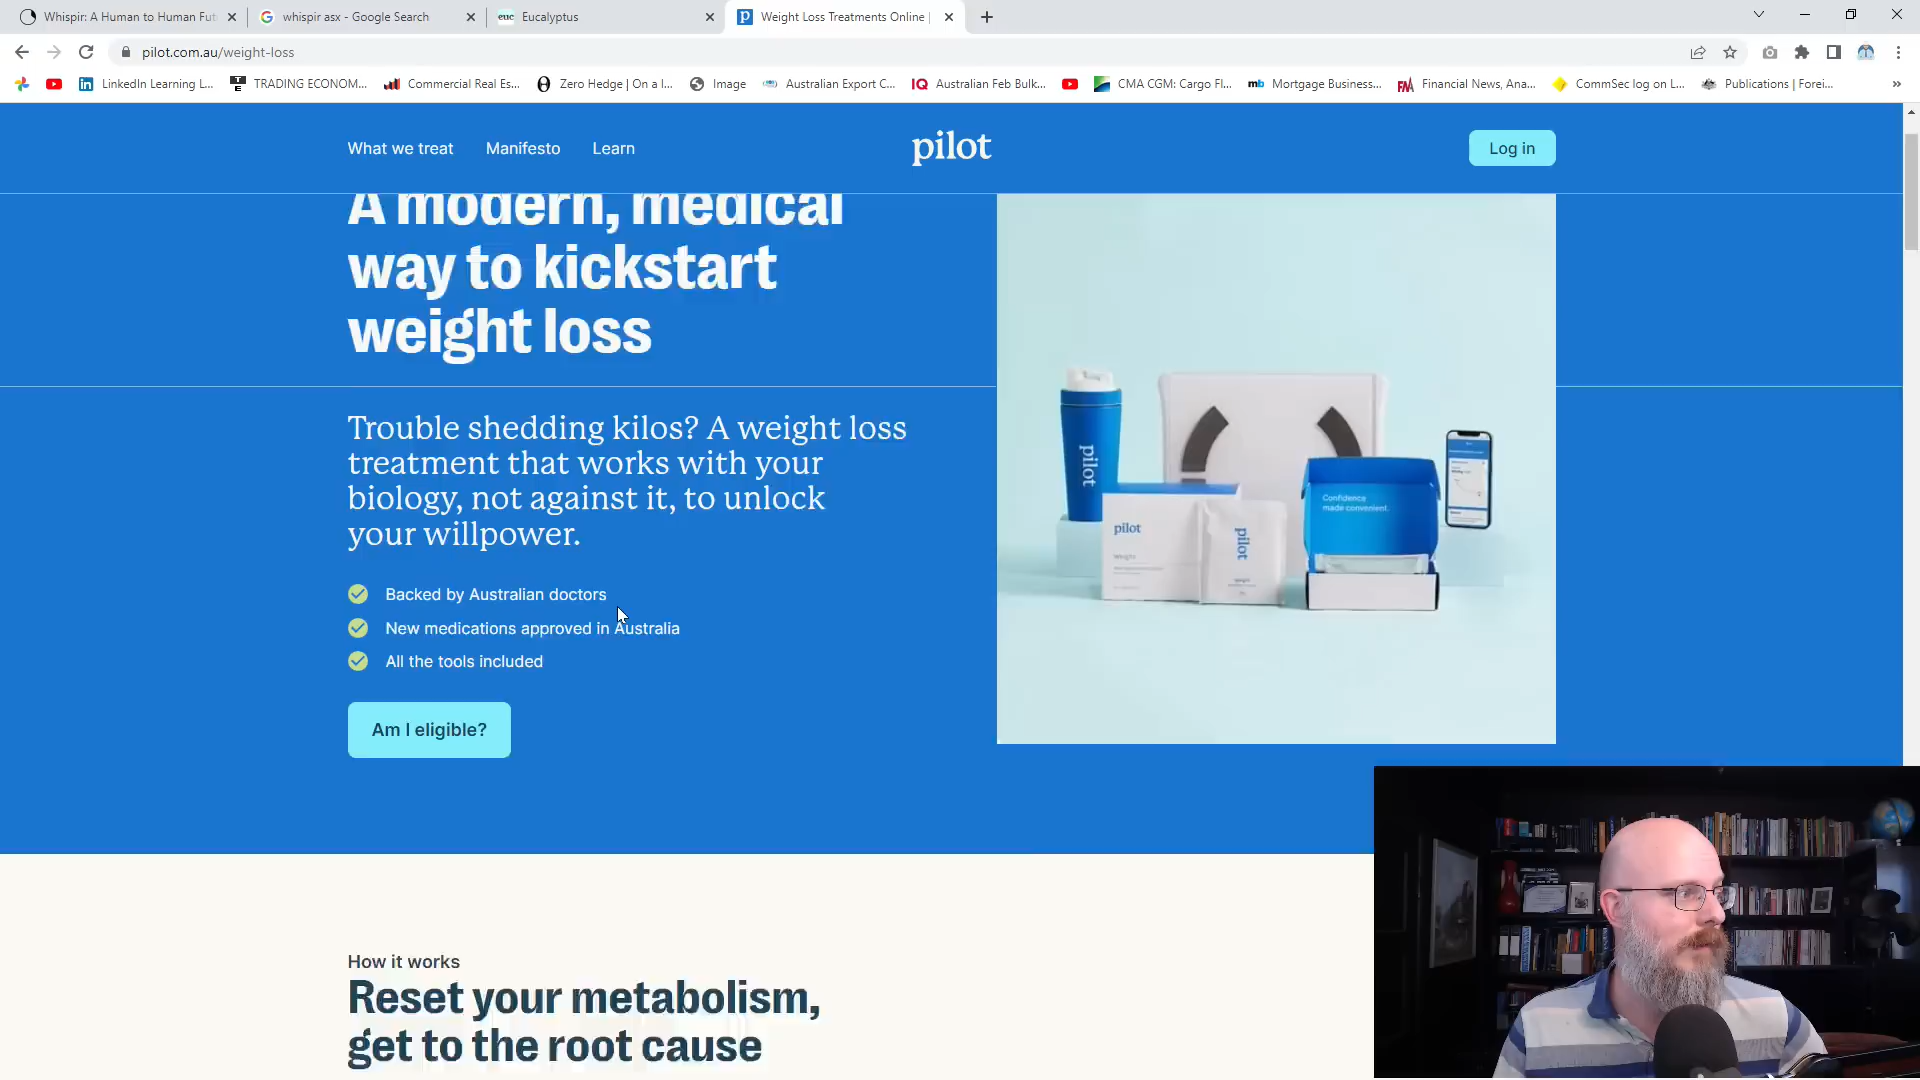 Whispir: A Human to Human Fut
whispir asx - Google Search
euc
Eucalyptus
Weight Loss Treatments Online |
pilot.com.au/weight-loss
LinkedIn Learning L...
TRADING ECONOM...
Commercial Real Es...
Zero Hedge | On a l...
Image
Australian Export C...
Australian Feb Bulk...
CMA CGM: Cargo Fl...
Mortgage Business...
Financial News, Ana...
CommSec log on L...
Publications | Forei...
What we treat
Manifesto
Learn
pilot
Log in
A modern, medical
way to kickstart
weight loss
Trouble shedding kilos? A weight loss
treatment that works with your
biology, not against it, to unlock
your willpower.
Backed by Australian doctors
New medications approved in Australia
All the tools included
Am I eligible?
pilot
pilot
Weight
pilot
Confidence
made convenient.
How it works
Reset your metabolism,
get to the root cause